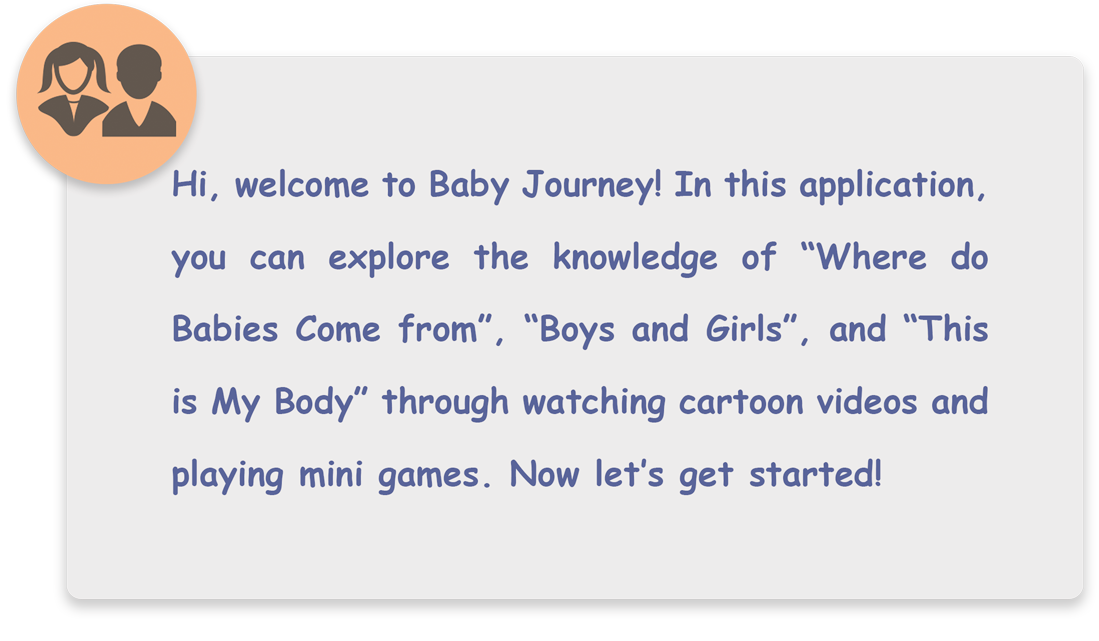 Hi, welcome to Baby Journey! In this application,
you can explore the knowledge of “Where do
Babies Come from”, “Boys and Girls”, and “This
is My Body” through watching cartoon videos and
playing mini games. Now let’s get started!